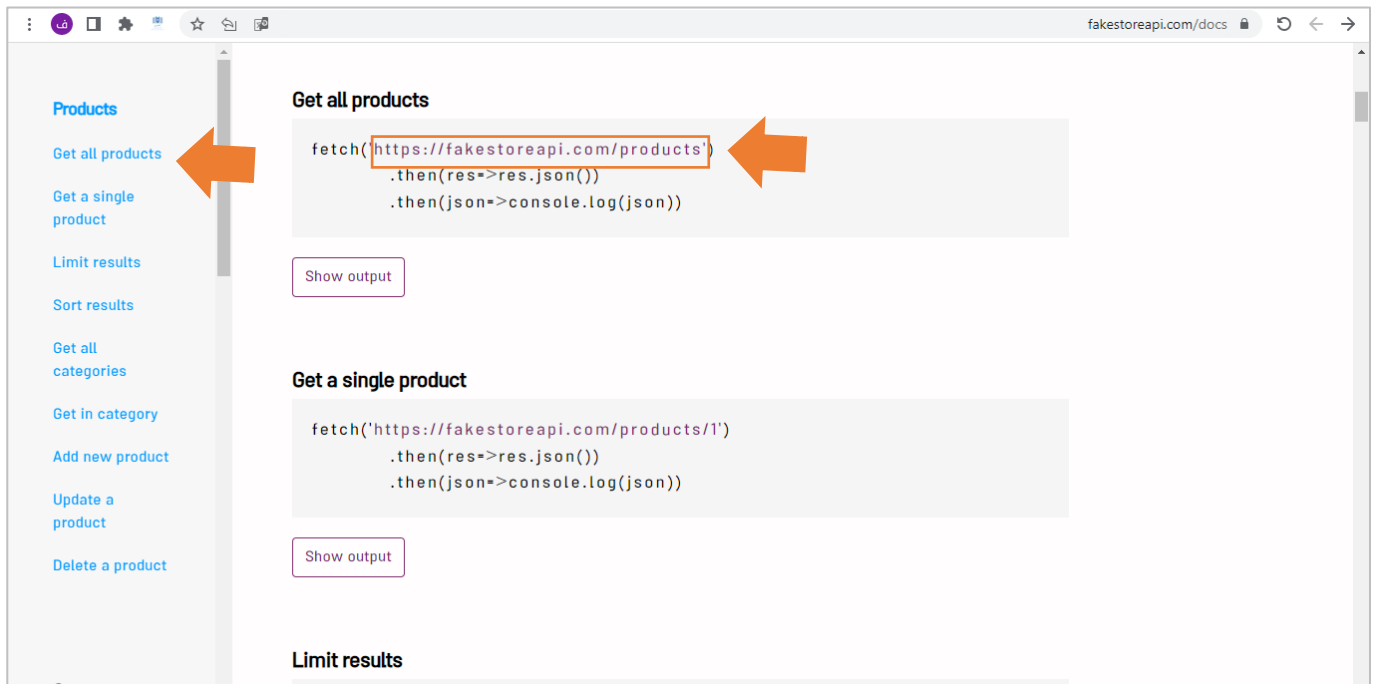 ف
fakestoreapi.com/docs
Products
Get all products
Get a single
product
Limit results
Sort results
Get all
categories
Get in category
Add new product
Update a
product
Delete a product
Get all products
fetch('https://fakestoreapi.com/products')
.then(res=>res.json())
.then(json=>console.log(json))
Show output
Get a single product
fetch('https://fakestoreapi.com/products/1')
.then(res=>res.json())
.then(json=>console.log(json))
Show output
Limit results